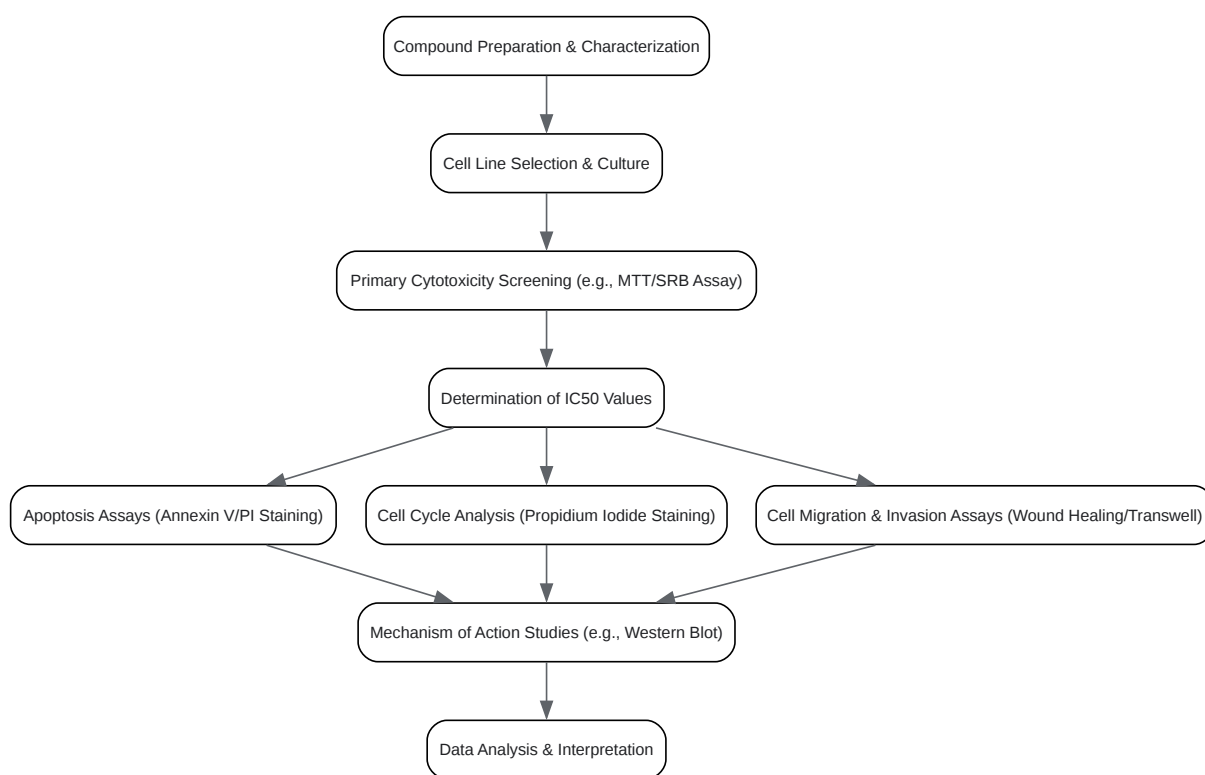 Compound Preparation & Characterization
Cell Line Selection & Culture
Primary Cytotoxicity Screening (e.g., MTT/SRB Assay)
Determination of IC50 Values
Apoptosis Assays (Annexin V/PI Staining)
Cell Cycle Analysis (Propidium Iodide Staining)
Cell Migration & Invasion Assays (Wound Healing/Transwell)
Mechanism of Action Studies (e.g., Western Blot)
Data Analysis & Interpretation